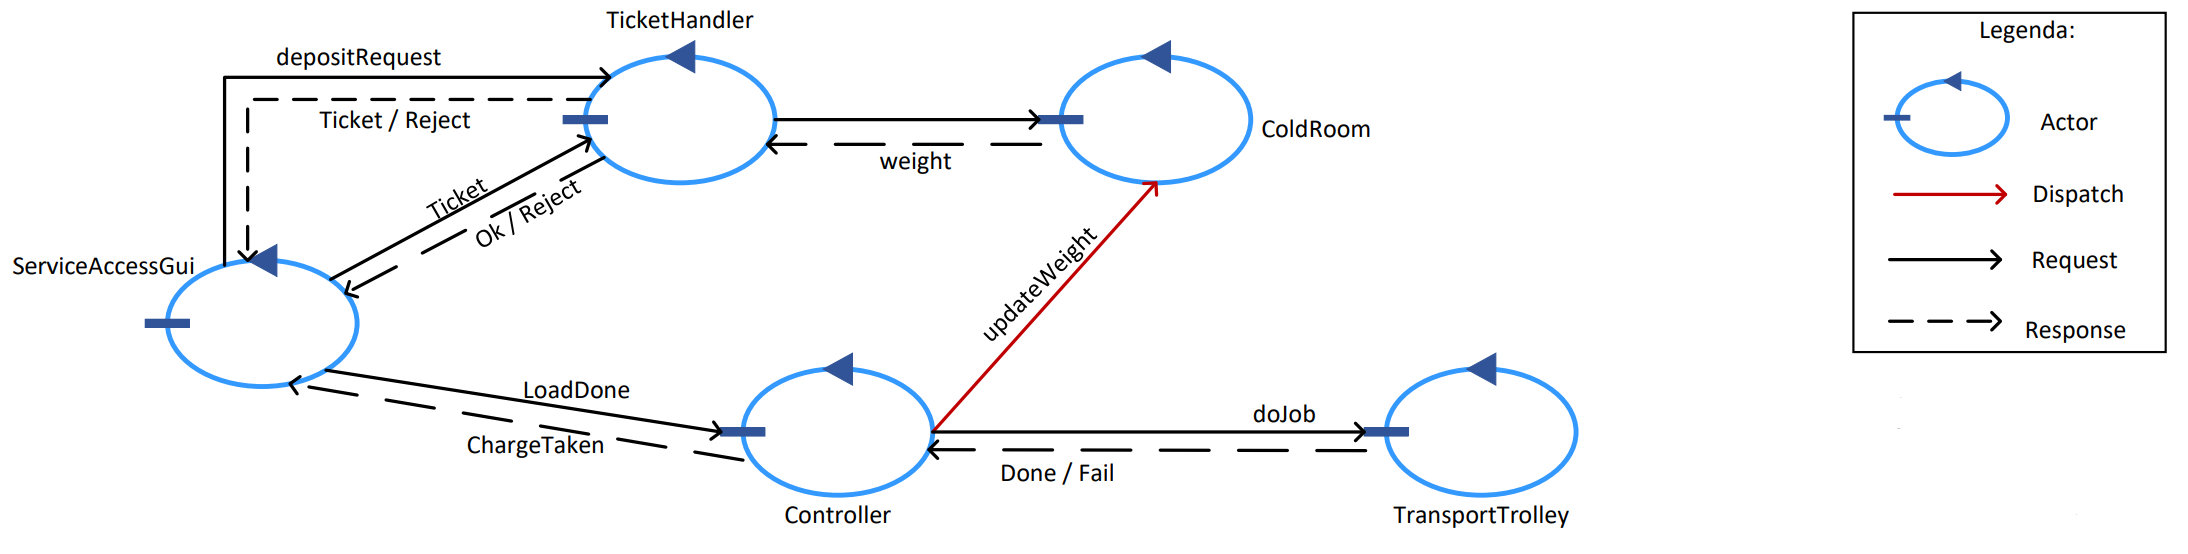 TicketHandler
Legenda:
depositRequest
Ticket / Reject
ColdRoom
Actor
weight
Ticket
Ok / Reject
Dispatch
ServiceAccessGui
updateWeight
Request
Response
LoadDone
doJob
ChargeTaken
Done / Fail
Controller
TransportTrolley